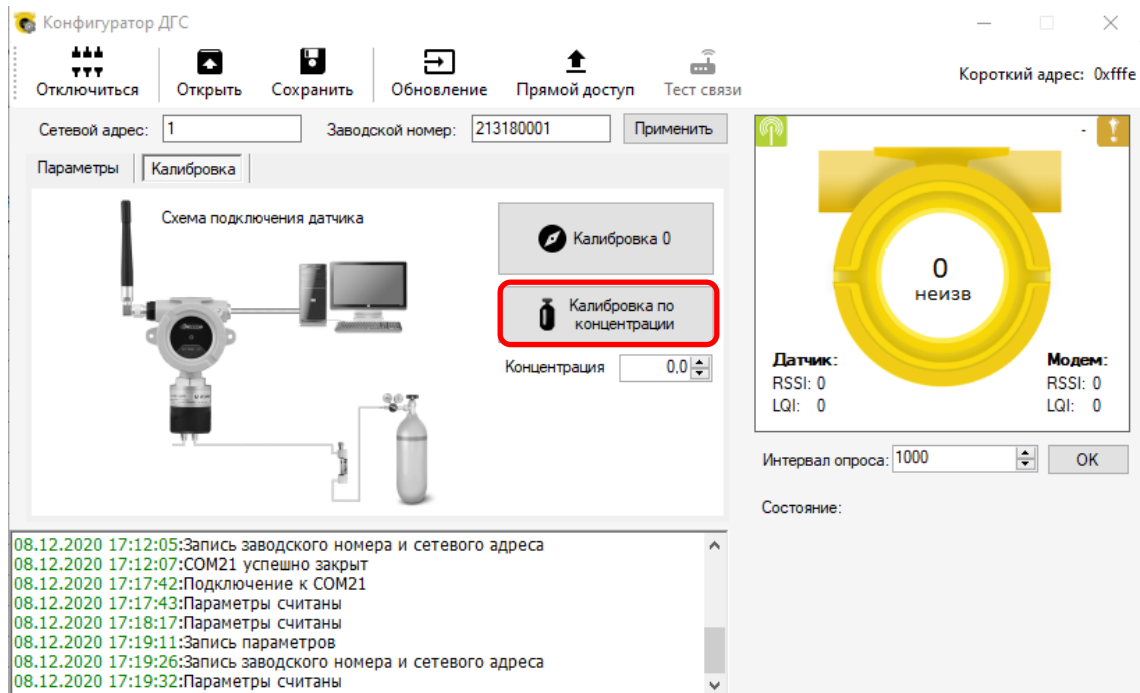 Конфигуратор ДГС
Отключиться Открыть Сохранить Обновление Прямой доступ Тест связи Короткий адрес: 0xfffe
Сетевой адрес: 1 Заводской номер: 213180001 Применить
Параметры Калибровка
Схема подключения датчика
Калибровка 0
Калибровка по
концентрации
Концентрация 0,0
-
0
неизв
Датчик: Модем:
RSSI: 0 RSSI: 0
LQI: 0 LQI: 0
Интервал опроса: 1000 OK
Состояние:
08.12.2020 17:12:05:Запись заводского номера и сетевого адреса
08.12.2020 17:12:07:COM21 успешно закрыт
08.12.2020 17:17:42:Подключение к COM21
08.12.2020 17:17:43:Параметры считаны
08.12.2020 17:18:17:Параметры считаны
08.12.2020 17:19:11:Запись параметров
08.12.2020 17:19:26:Запись заводского номера и сетевого адреса
08.12.2020 17:19:32:Параметры считаны